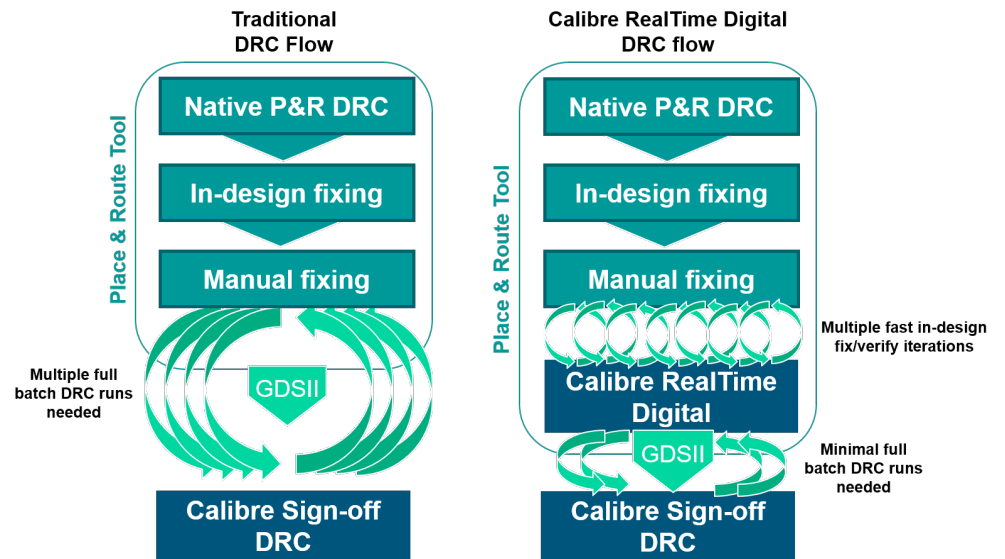 Traditional
DRC Flow
Place & Route Tool
Native P&R DRC
In-design fixing
Manual fixing
Multiple full
batch DRC runs
needed
GDSII
Calibre Sign-off
DRC
Calibre RealTime Digital
DRC flow
Place & Route Tool
Native P&R DRC
In-design fixing
Manual fixing
Multiple fast in-design
fix/verify iterations
Calibre RealTime
Digital
GDSII
Minimal full
batch DRC runs
needed
Calibre Sign-off
DRC